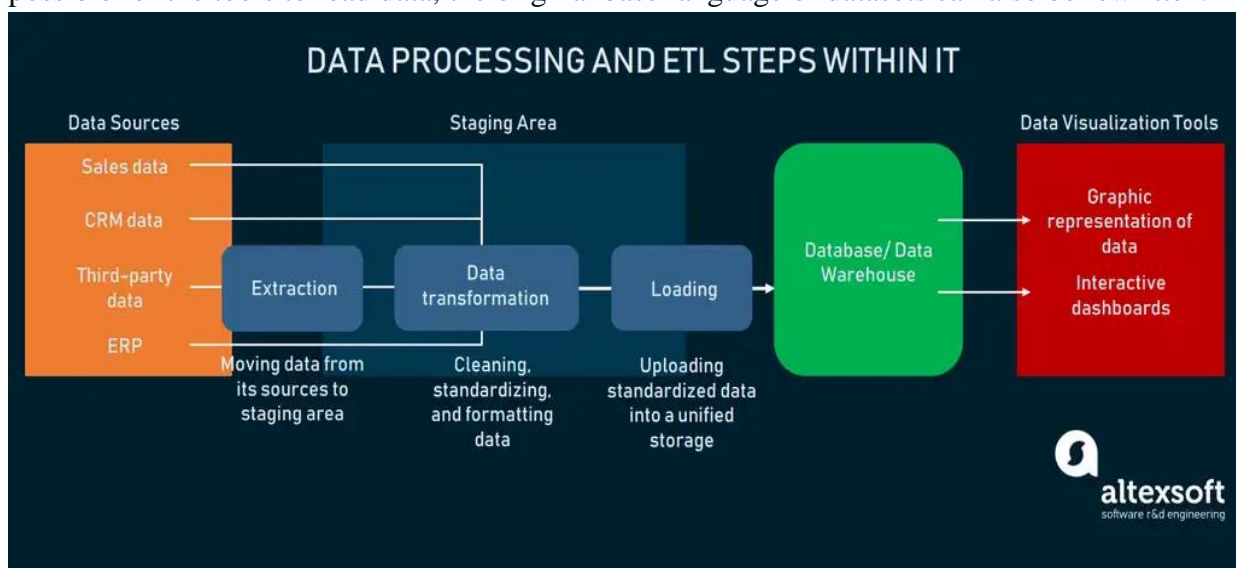 DATA PROCESSING AND ETL STEPS WITHIN IT
Data Sources
Staging Area
Data Visualization Tools
Sales data
CRM data
Third-party
data
ERP
Extraction
Data
transformation
Loading
Database/ Data
Warehouse
Graphic
representation of
data
Interactive
dashboards
Moving data from
its sources to
staging area
Cleaning,
standardizing,
and formatting
data
Uploading
standardized data
into a unified
storage
altexsoft
software r&d engineering